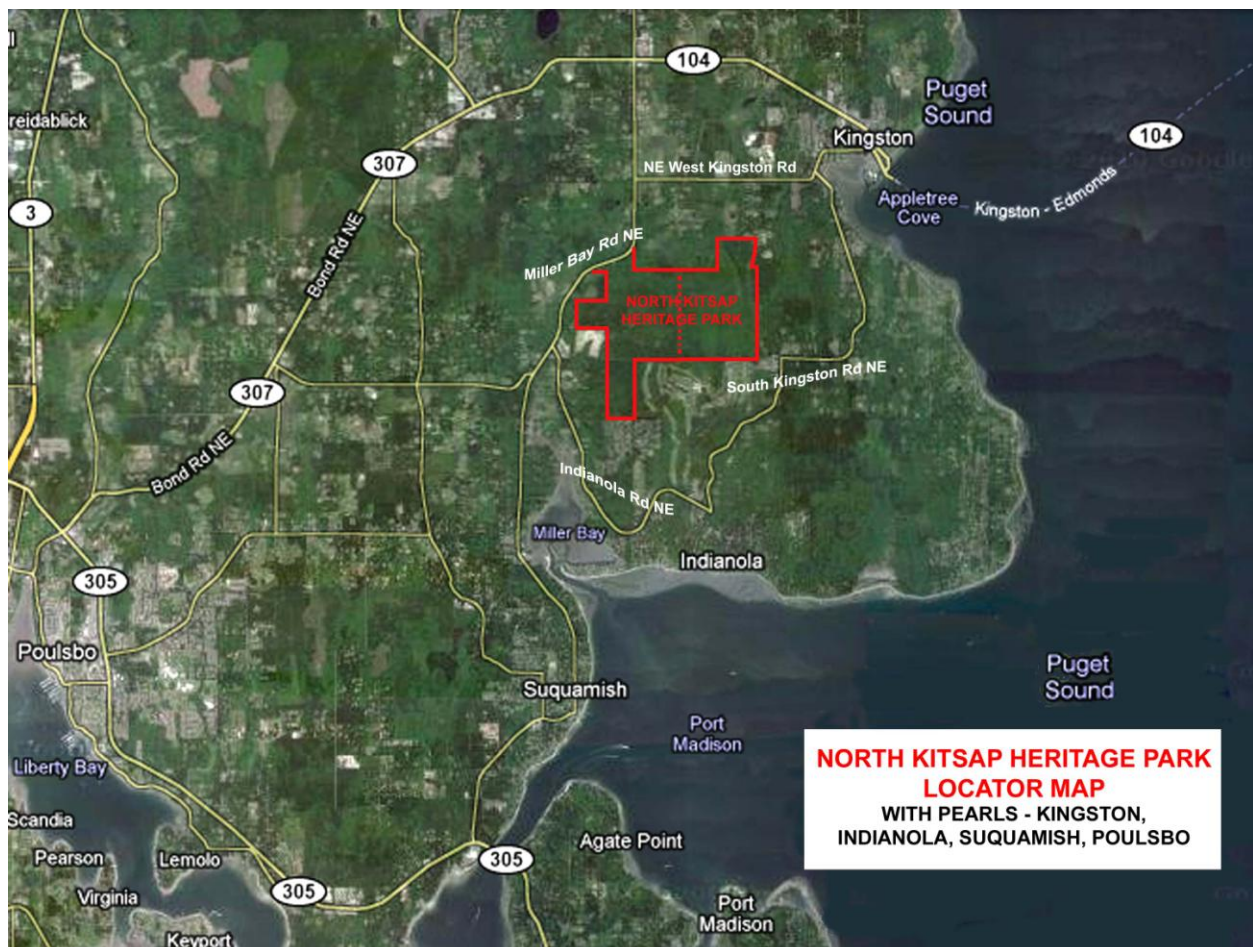 104
Puget
Sound
reidablick
Kingston
104
307
NE West Kingston Rd
3
Appletree
Cove
Kingston - Edmonds
Miller Bay Rd NE
Bond Rd NE
NORTH KITSAP
HERITAGE PARK
South Kingston Rd NE
307
Bond Rd NE
Indianola Rd NE
Miller Bay
Indianola
305
Poulsbo
Suquamish
Puget
Sound
Port
Madison
Liberty Bay
NORTH KITSAP HERITAGE PARK
LOCATOR MAP
WITH PEARLS - KINGSTON,
INDIANOLA, SUQUAMISH, POULSBO
Scandia
Pearson
Lemolo
Agate Point
305
305
Virginia
Port
Madison
Keyport